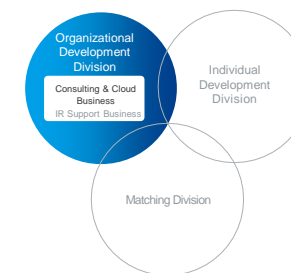 Organizational
Development
Division
Consulting & Cloud
Business
IR Support Business
Individual
Development
Division
Matching Division